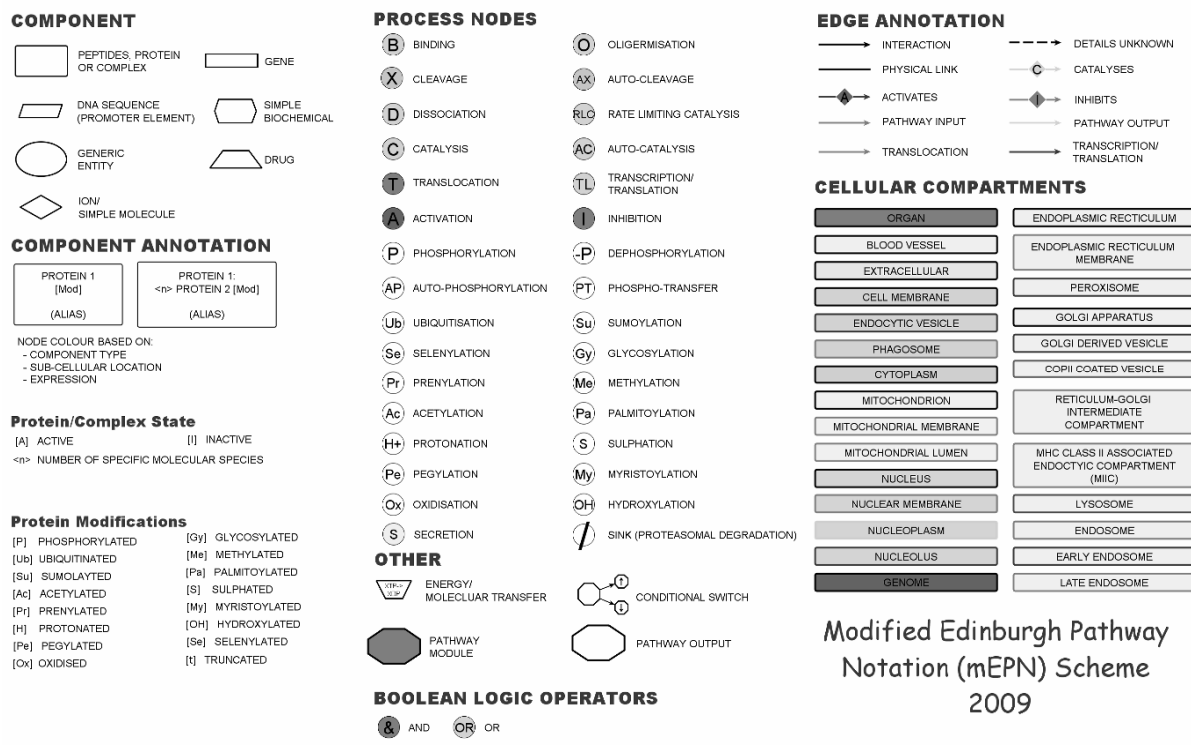 COMPONENT
PEPTIDES, PROTEIN
OR COMPLEX
GENE
DNA SEQUENCE
(PROMOTER ELEMENT)
SIMPLE
BIOCHEMICAL
GENERIC
ENTITY
DRUG
ION/
SIMPLE MOLECULE
COMPONENT ANNOTATION
PROTEIN 1
[Mod]
(ALIAS)
PROTEIN 1:
<n> PROTEIN 2 [Mod]
(ALIAS)
NODE COLOUR BASED ON:
- COMPONENT TYPE
- SUB-CELLULAR LOCATION
- EXPRESSION
Protein/Complex State
[A] ACTIVE
[I] INACTIVE
<n> NUMBER OF SPECIFIC MOLECULAR SPECIES
Protein Modifications
[P] PHOSPHORYLATED
[Ub] UBIQUITINATED
[Su] SUMOLAYTED
[Ac] ACETYLATED
[Pr] PRENYLATED
[H] PROTONATED
[Pe] PEGYLATED
[Ox] OXIDISED
[Gy] GLYCOSYLATED
[Me] METHYLATED
[Pa] PALMITOYLATED
[S] SULPHATED
[My] MYRISTOYLATED
[OH] HYDROXYLATED
[Se] SELENYLATED
[t] TRUNCATED
PROCESS NODES
B BINDING
X CLEAVAGE
D DISSOCIATION
C CATALYSIS
T TRANSLOCATION
A ACTIVATION
P PHOSPHORYLATION
AP AUTO-PHOSPHORYLATION
Ub UBIQUITISATION
Se SELENYLATION
Pr PRENYLATION
Ac ACETYLATION
H+ PROTONATION
Pe PEGYLATION
Ox OXIDISATION
S SECRETION
O OLIGERMISATION
AX AUTO-CLEAVAGE
RLC RATE LIMITING CATALYSIS
AC AUTO-CATALYSIS
TL TRANSCRIPTION/
TRANSLATION
I INHIBITION
-P DEPHOSPHORYLATION
PT PHOSPHO-TRANSFER
Su SUMOYLATION
Gy GLYCOSYLATION
Me METHYLATION
Pa PALMITOYLATION
S SULPHATION
My MYRISTOYLATION
OH HYDROXYLATION
/ SINK (PROTEASOMAL DEGRADATION)
OTHER
XTP->
XDP
ENERGY/
MOLECLUAR TRANSFER
CONDITIONAL SWITCH
PATHWAY
MODULE
PATHWAY OUTPUT
BOOLEAN LOGIC OPERATORS
& AND
OR OR
EDGE ANNOTATION
INTERACTION
DETAILS UNKNOWN
PHYSICAL LINK
C CATALYSES
A ACTIVATES
I INHIBITS
PATHWAY INPUT
PATHWAY OUTPUT
TRANSLOCATION
TRANSCRIPTION/
TRANSLATION
CELLULAR COMPARTMENTS
ORGAN
BLOOD VESSEL
EXTRACELLULAR
CELL MEMBRANE
ENDOCYTIC VESICLE
PHAGOSOME
CYTOPLASM
MITOCHONDRION
MITOCHONDRIAL MEMBRANE
MITOCHONDRIAL LUMEN
NUCLEUS
NUCLEAR MEMBRANE
NUCLEOPLASM
NUCLEOLUS
GENOME
ENDOPLASMIC RECTICULUM
ENDOPLASMIC RECTICULUM
MEMBRANE
PEROXISOME
GOLGI APPARATUS
GOLGI DERIVED VESICLE
COPII COATED VESICLE
RETICULUM-GOLGI
INTERMEDIATE
COMPARTMENT
MHC CLASS II ASSOCIATED
ENDOCTYIC COMPARTMENT
(MIIC)
LYSOSOME
ENDOSOME
EARLY ENDOSOME
LATE ENDOSOME
Modified Edinburgh Pathway
Notation (mEPN) Scheme
2009